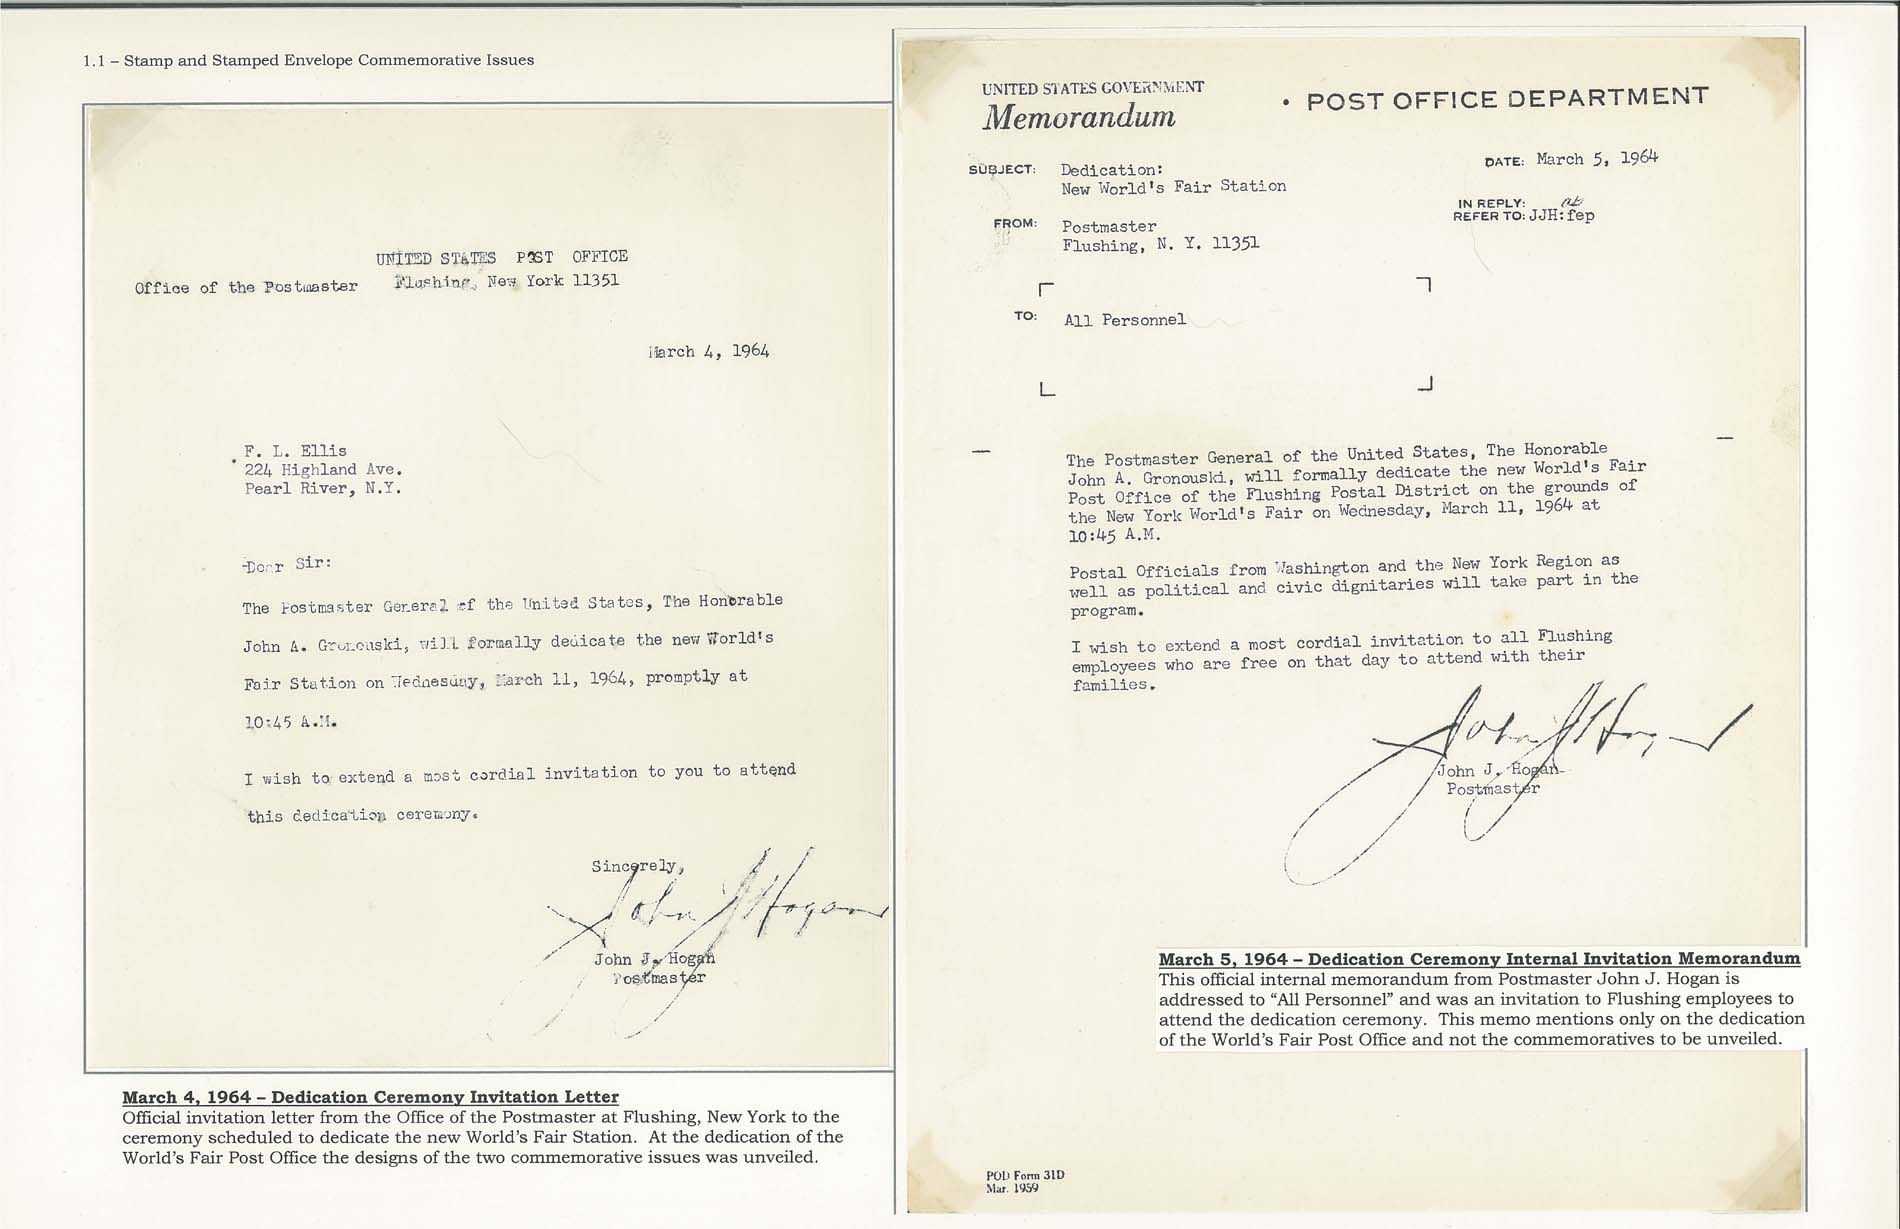 1.1 – Stamp and Stamped Envelope Commemorative Issues
UNITED STATES POST OFFICE
Office of the Postmaster Flushing, New York 11351
March 4, 1964
F. L. Ellis
224 Highland Ave.
Pearl River, N.Y.
Dear Sir:
The Postmaster General of the United States, The Honorable
John A. Gronouski, will formally dedicate the new World's
Fair Station on Wednesday, March 11, 1964, promptly at
10:45 A.M.
I wish to extend a most cordial invitation to you to attend
this dedication ceremony.
Sincerely,
John J Hogan
John J. Hogan
Postmaster
March 4, 1964 – Dedication Ceremony Invitation Letter
Official invitation letter from the Office of the Postmaster at Flushing, New York to the
ceremony scheduled to dedicate the new World's Fair Station. At the dedication of the
World's Fair Post Office the designs of the two commemorative issues was unveiled.
UNITED STATES GOVERNMENT
Memorandum
• POST OFFICE DEPARTMENT
SUBJECT: Dedication:
New World's Fair Station
DATE: March 5, 1964
IN REPLY:
REFER TO: JJH:fep
FROM: Postmaster
Flushing, N. Y. 11351
TO: All Personnel
The Postmaster General of the United States, The Honorable
John A. Gronouski, will formally dedicate the new World's Fair
Post Office of the Flushing Postal District on the grounds of
the New York World's Fair on Wednesday, March 11, 1964 at
10:45 A.M.
Postal Officials from Washington and the New York Region as
well as political and civic dignitaries will take part in the
program.
I wish to extend a most cordial invitation to all Flushing
employees who are free on that day to attend with their
families.
John J Hogan
John J. Hogan
Postmaster
March 5, 1964 – Dedication Ceremony Internal Invitation Memorandum
This official internal memorandum from Postmaster John J. Hogan is
addressed to “All Personnel” and was an invitation to Flushing employees to
attend the dedication ceremony. This memo mentions only on the dedication
of the World's Fair Post Office and not the commemoratives to be unveiled.
POD Form 31D
Mar. 1959